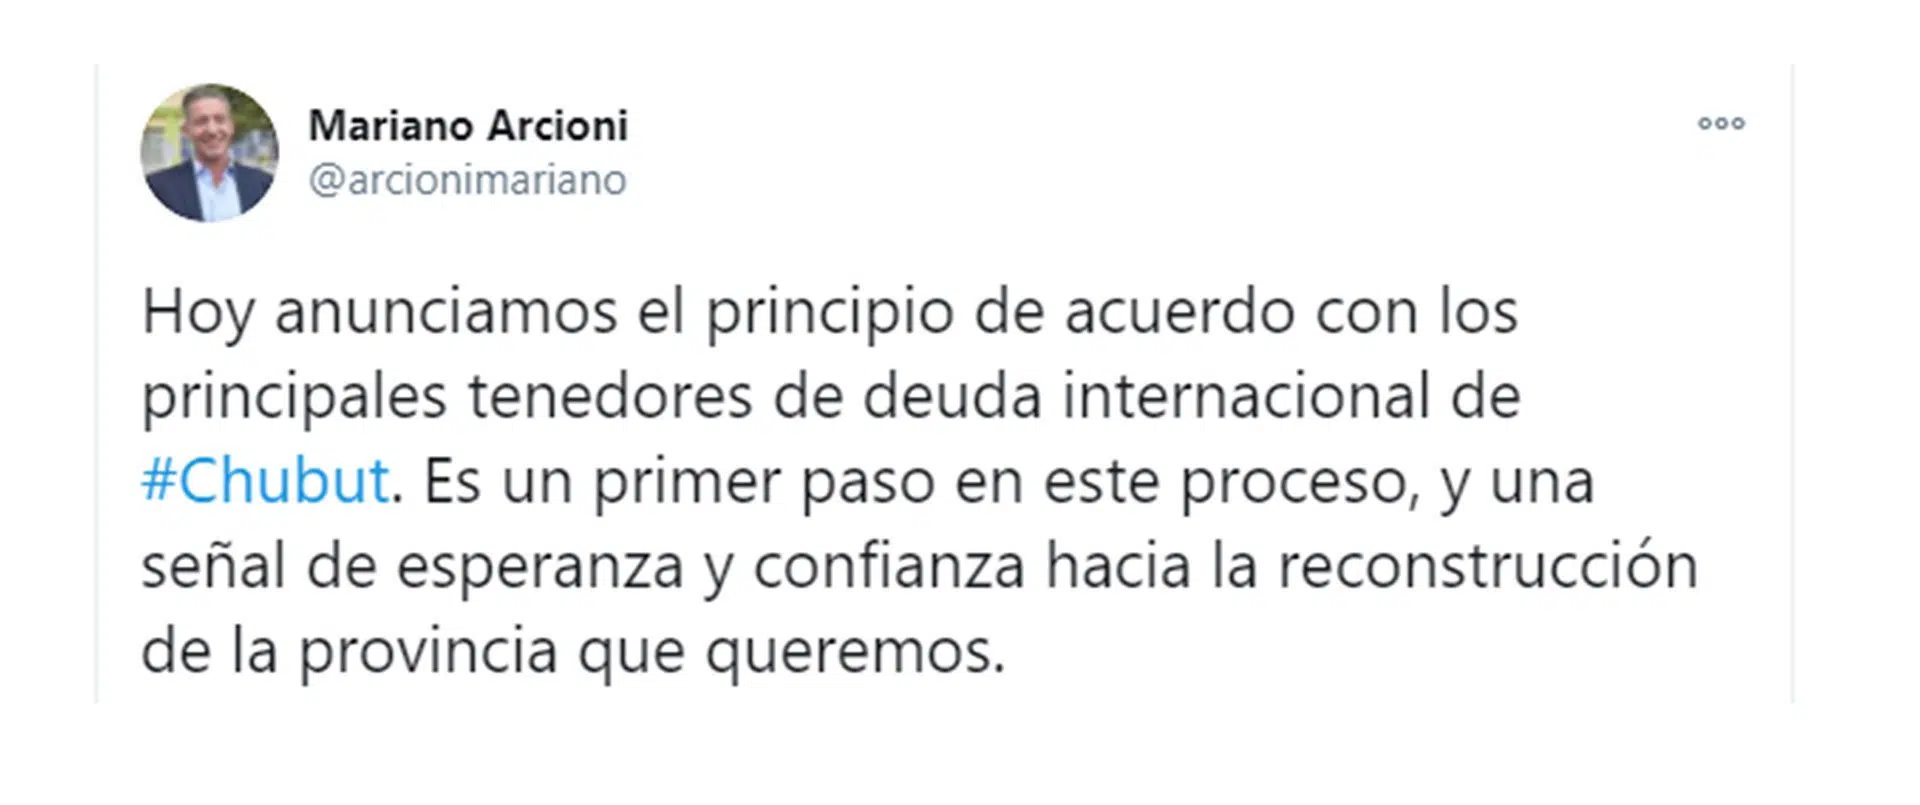 Mariano Arcioni
@arcionimariano
Hoy anunciamos el principio de acuerdo con los
principales tenedores de deuda internacional de
#Chubut. Es un primer paso en este proceso, y una
señal de esperanza y confianza hacia la reconstrucción
de la provincia que queremos.